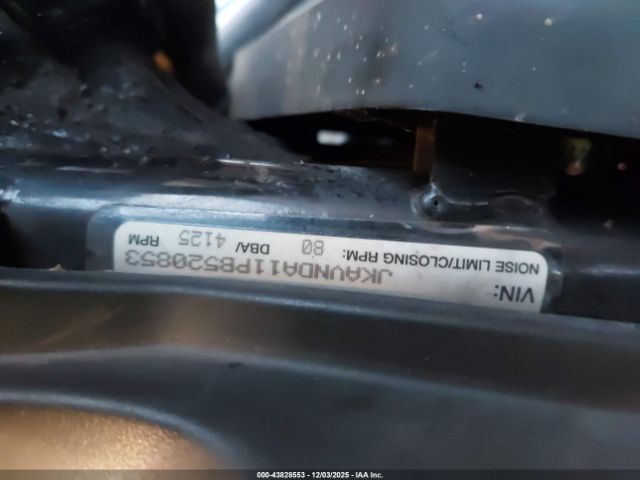 VIN: JKAVNDA11PB520853
NOISE LIMIT/CLOSING RPM: 80 DBA/ 4125 RPM
000-43828553 - 12/03/2025 - IAA Inc.